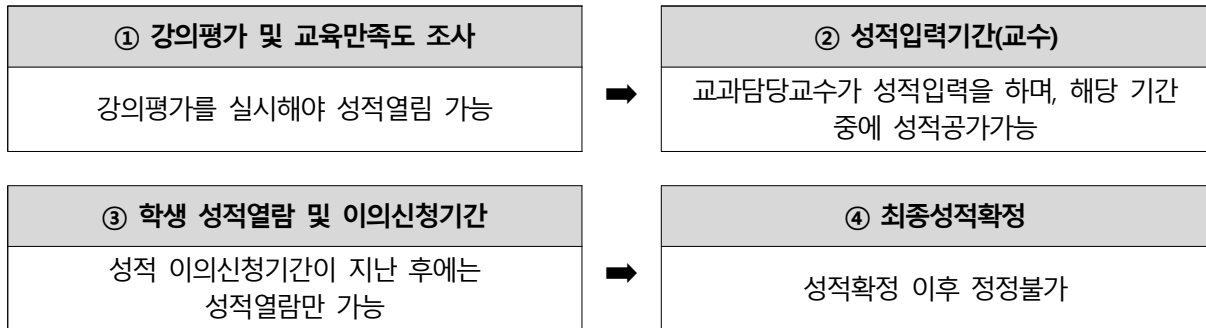 ① 강의평가 및 교육만족도 조사
강의평가를 실시해야 성적열림 가능
➡
② 성적입력기간(교수)
교과담당교수가 성적입력을 하며, 해당 기간
중에 성적공가가능
③ 학생 성적열람 및 이의신청기간
성적 이의신청기간이 지난 후에는
성적열람만 가능
➡
④ 최종성적확정
성적확정 이후 정정불가